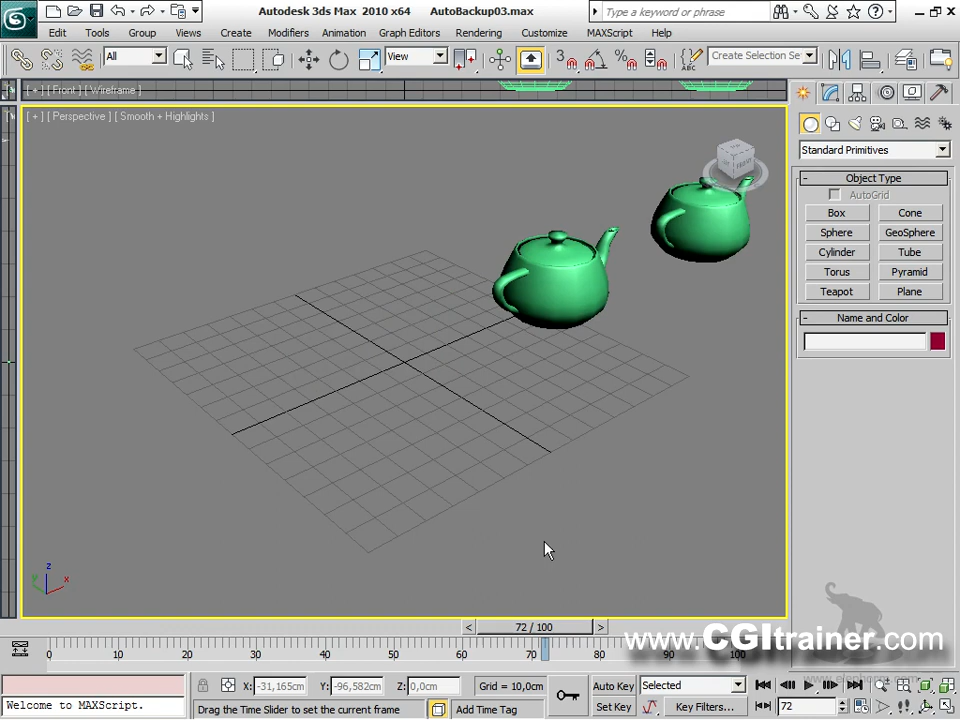 Autodesk 3ds Max 2010 x64 AutoBackup03.max
Type a keyword or phrase
Edit Tools Group Views Create Modifiers Animation Graph Editors Rendering Customize MAXScript Help
All
View
3
Create Selection Se
[ + ] [ Front ] [ Wireframe ]
[ + ] [ Perspective ] [ Smooth + Highlights ]
Standard Primitives
- Object Type
AutoGrid
Box Cone
Sphere GeoSphere
Cylinder Tube
Torus Pyramid
Teapot Plane
- Name and Color
z
x
y
< 72 / 100 >
0 10 20 30 40 50 60 70 80 90 100
www.CGItrainer.com
X: -31,165cm Y: -96,582cm Z: 0,0cm Grid = 10,0cm
Auto Key Selected
Welcome to MAXScript.
Drag the Time Slider to set the current frame
Add Time Tag
Set Key Key Filters... 72